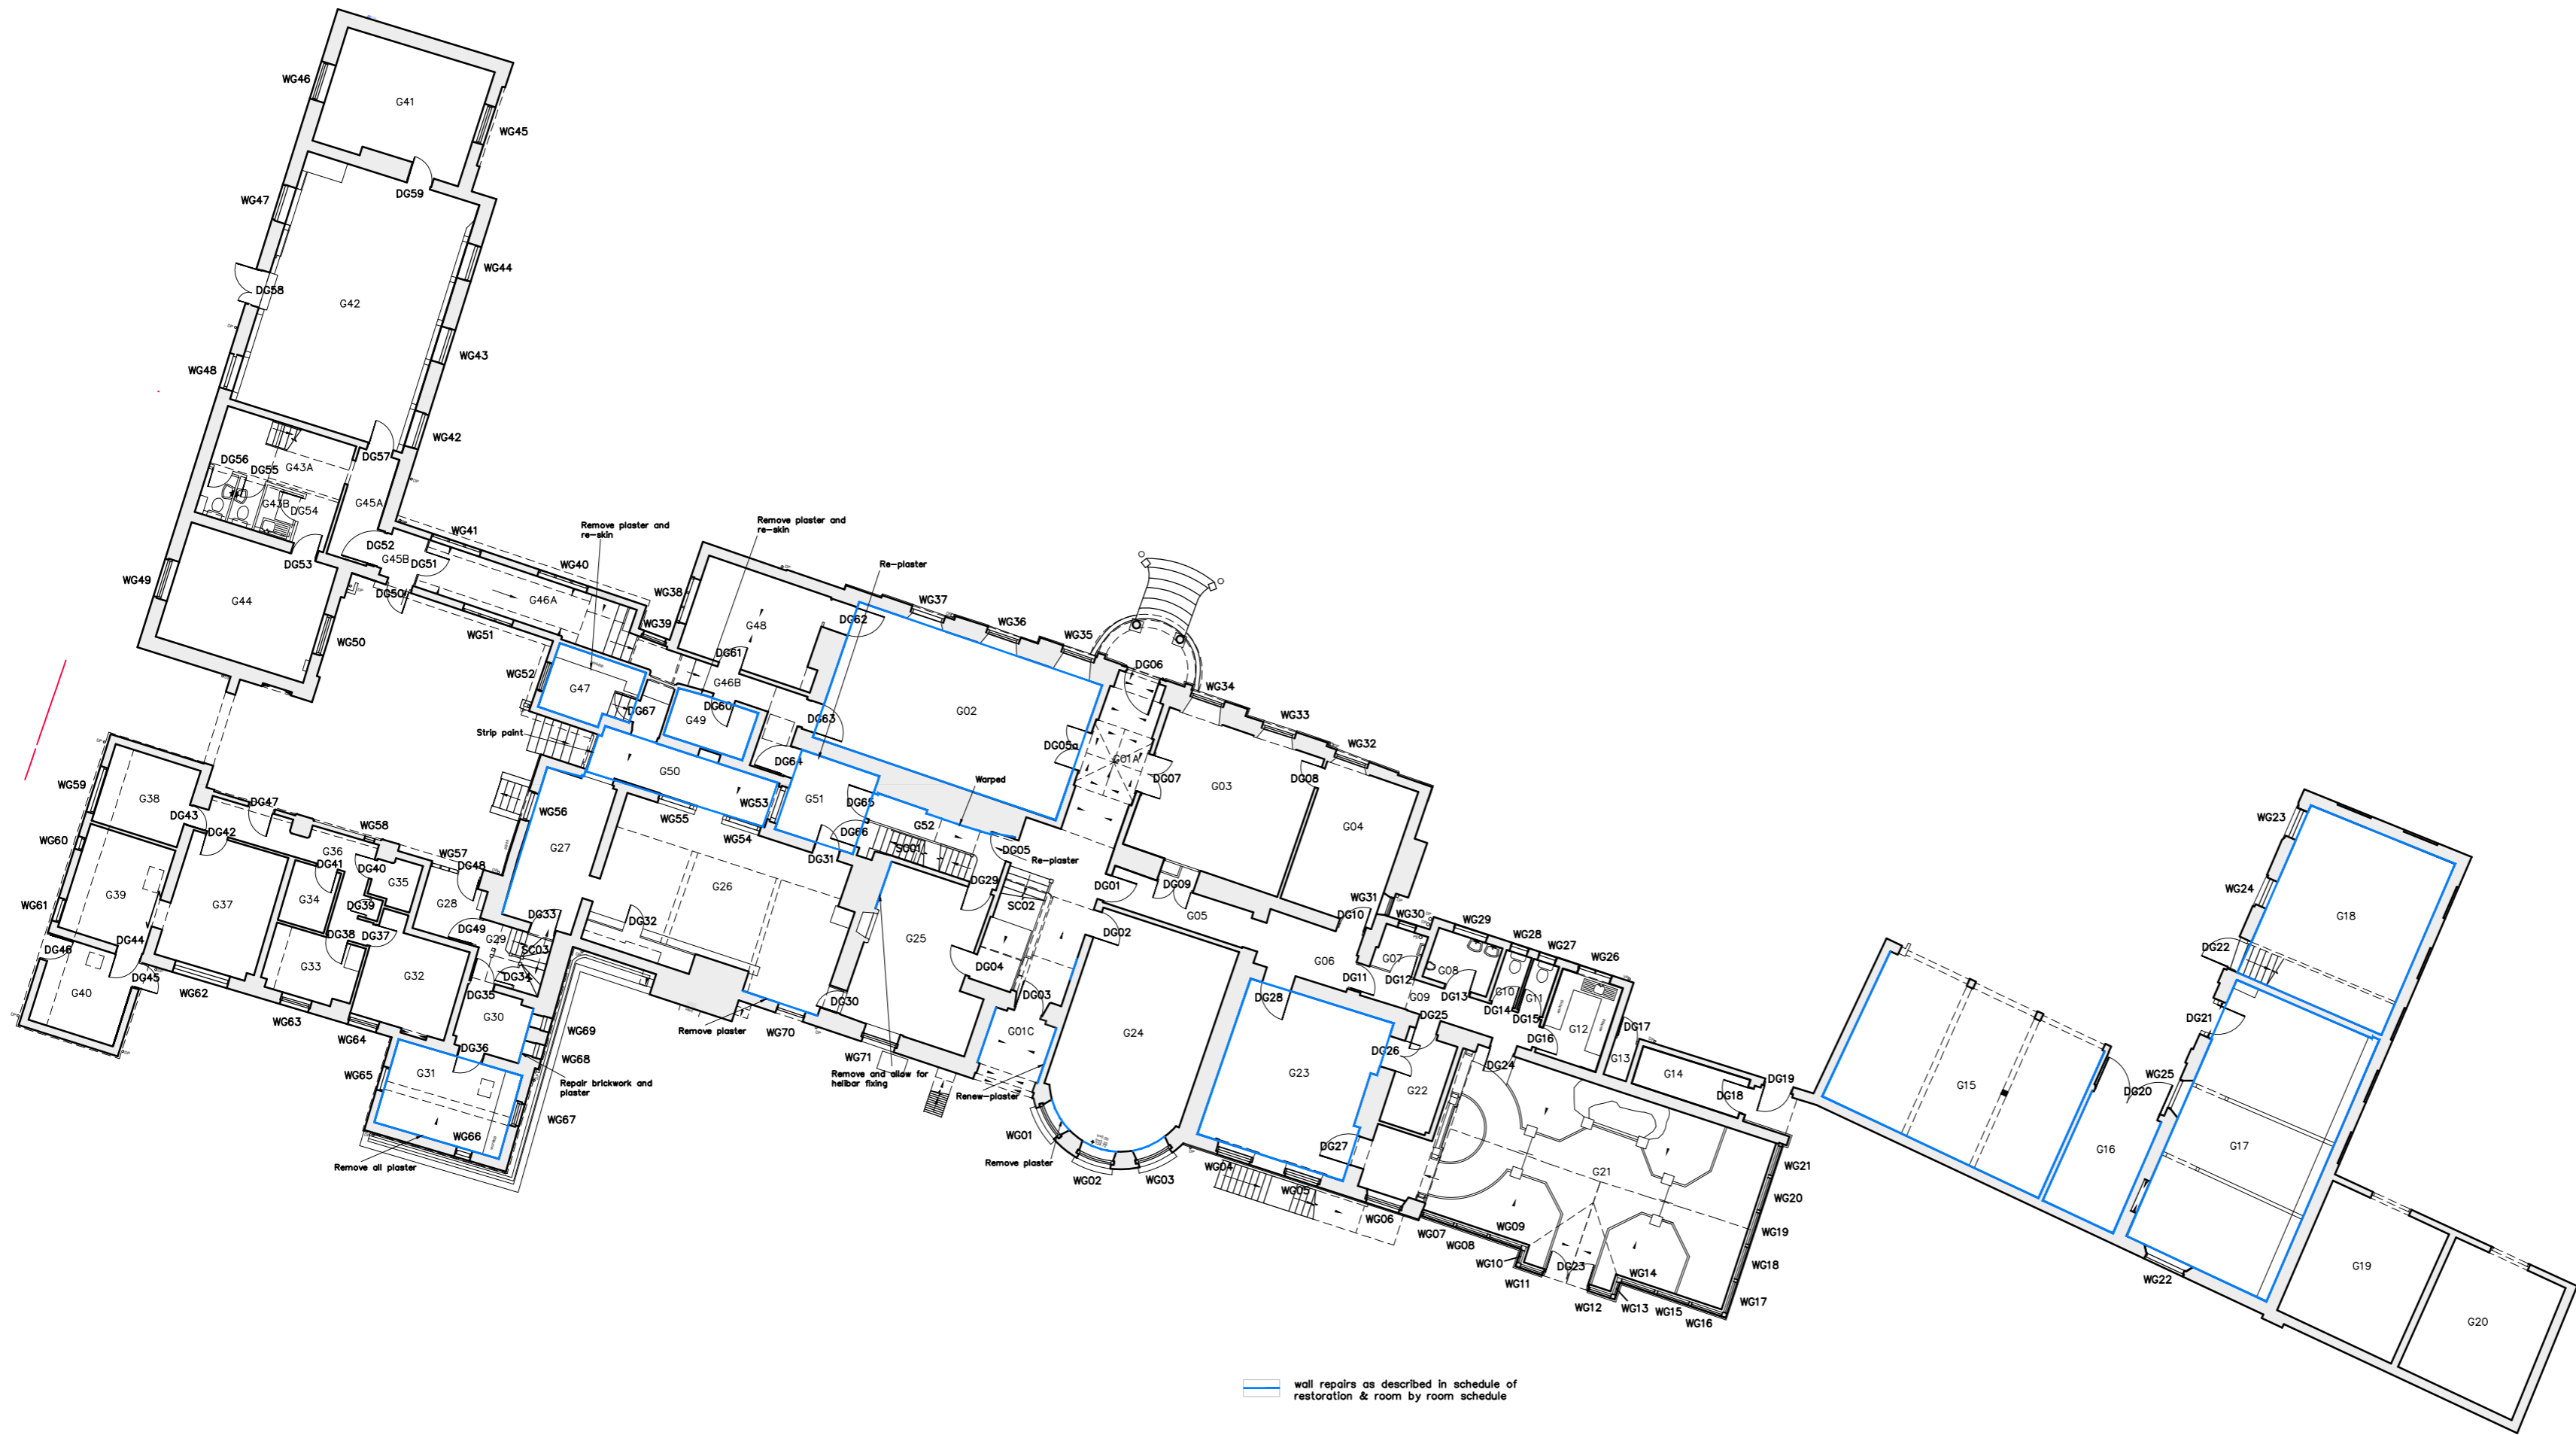 G41
WG46
WG45
DG59
WG47
WG44
DG58
G42
WG43
WG48
WG42
DG57
DG56
DG55
G43A
G45A
G43B
DG54
DG52
G45B
DG51
DG53
DG50
WG49
G44
WG50
WG41
WG40
G46A
WG51
WG39
WG38
G48
Remove plaster and
re-skin
Remove plaster and
re-skin
Re-plaster
DG62
DG61
G46B
WG52
G47
DG67
G49
DG60
DG63
Strip paint
G50
DG64
WG53
G51
DG65
DG66
WG54
WG55
DG31
WG37
WG36
WG35
G02
DG05a
DG06
G01A
DG07
WG34
WG33
WG32
G03
DG08
G04
Warped
G52
SC01
DG05
Re-plaster
DG29
SC02
DG01
DG09
G05
DG02
DG10
WG31
WG59
G38
DG43
DG47
DG42
WG58
WG60
G36
DG41
DG40
G35
WG57
DG48
G28
G39
G37
G34
DG39
WG61
DG38
DG37
DG49
G29
DG33
SC03
DG34
DG46
DG44
DG45
G40
WG62
G33
G32
DG35
WG63
WG64
G30
DG36
G31
WG65
WG66
WG67
WG68
WG69
Repair brickwork and
plaster
Remove all plaster
WG56
G27
G26
DG32
G25
DG04
DG03
DG30
Remove plaster
WG70
WG71
Remove and allow for
helibar fixing
G01C
Renew-plaster
Remove plaster
WG01
WG02
WG03
G24
G06
DG11
DG28
G23
DG26
DG25
G22
DG27
WG04
WG05
WG06
WG07
WG08
WG09
WG10
WG11
WG12
WG13
WG14
WG15
WG16
WG17
WG18
WG19
WG20
WG21
DG23
G21
DG24
WG30
WG29
WG28
WG27
WG26
G07
DG12
G08
G09
DG13
G10
DG14
G11
DG15
DG16
G12
DG17
G13
G14
DG18
DG19
G15
DG20
G16
WG25
DG21
DG22
WG24
WG23
G18
G17
WG22
G19
G20
wall repairs as described in schedule of
restoration & room by room schedule